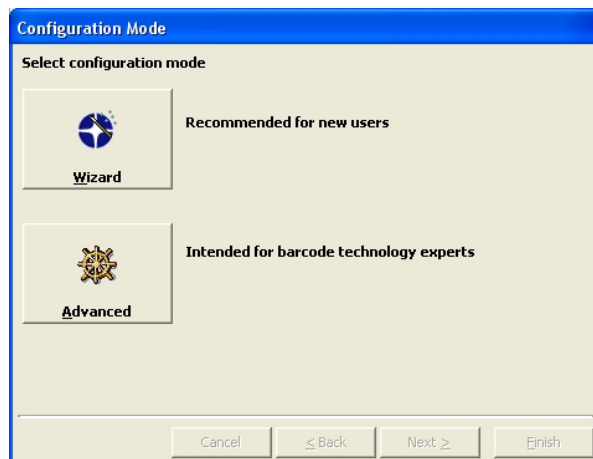 Configuration Mode
Select configuration mode
Recommended for new users
Wizard
Intended for barcode technology experts
Advanced
Cancel
< Back
Next >
Finish